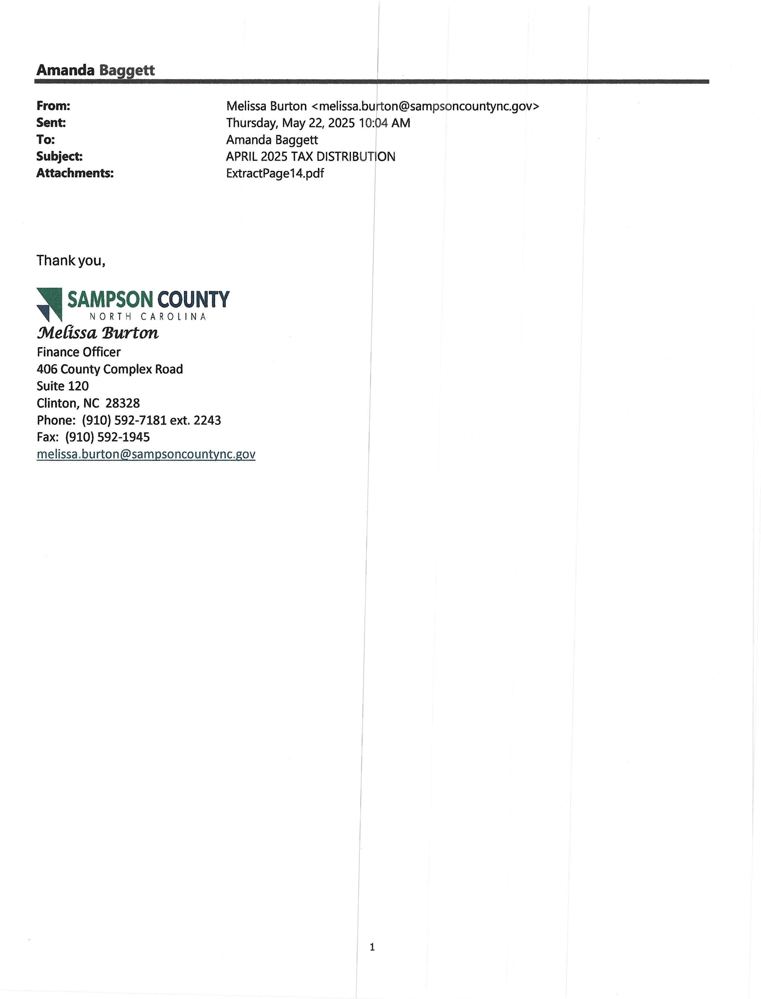 Amanda Baggett
From: Melissa Burton <melissa.burton@sampsoncountync.gov>
Sent: Thursday, May 22, 2025 10:04 AM
To: Amanda Baggett
Subject: APRIL 2025 TAX DISTRIBUTION
Attachments: ExtractPage14.pdf
Thank you,
SAMPSON COUNTY
NORTH CAROLINA
Melissa Burton
Finance Officer
406 County Complex Road
Suite 120
Clinton, NC 28328
Phone: (910) 592-7181 ext. 2243
Fax: (910) 592-1945
melissa.burton@sampsoncountync.gov
1